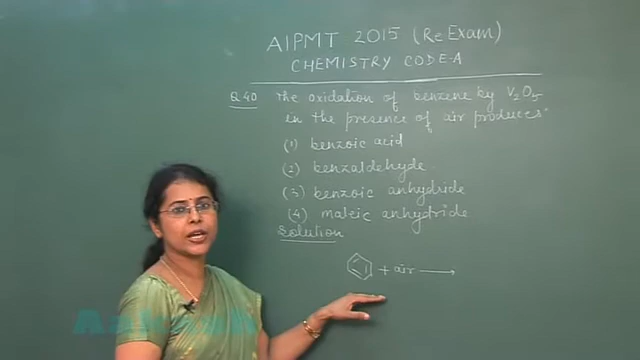 AIPMT 2015 (Re Exam)
CHEMISTRY CODE-A
Q.40 The oxidation of benzene by V₂O₅
in the presence of air produces
(1) benzoic acid
(2) benzaldehyde
(3) benzoic anhydride
(4) maleic anhydride
Solution
+ air ⟶
Aakash